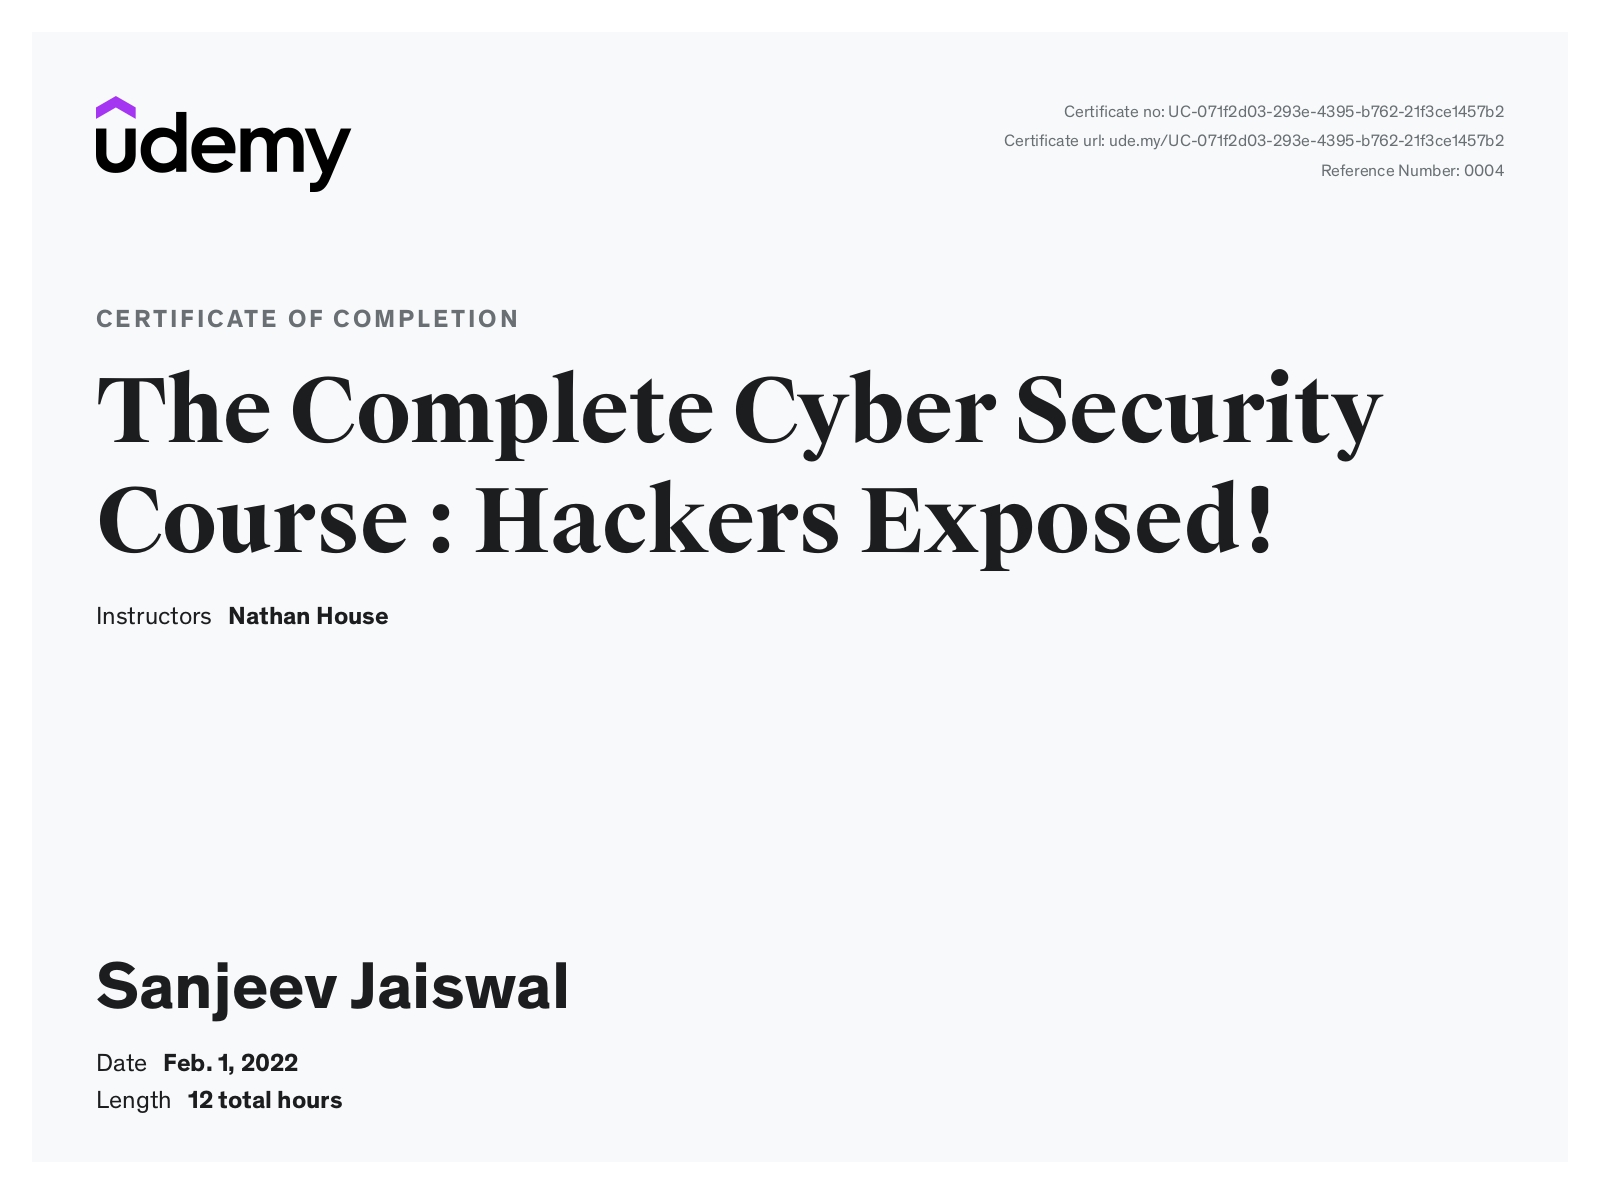 udemy
Certificate no: UC-071f2d03-293e-4395-b762-21f3ce1457b2
Certificate url: ude.my/UC-071f2d03-293e-4395-b762-21f3ce1457b2
Reference Number: 0004
CERTIFICATE OF COMPLETION
The Complete Cyber Security
Course : Hackers Exposed!
Instructors Nathan House
Sanjeev Jaiswal
Date Feb. 1, 2022
Length 12 total hours